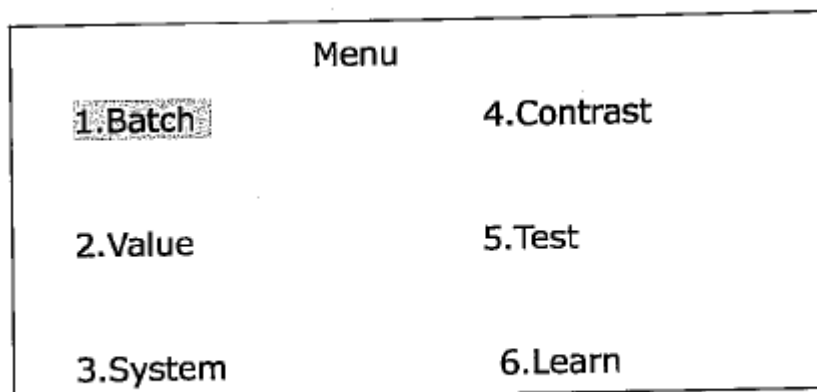 Menu
1.Batch
4.Contrast
2.Value
5.Test
3.System
6.Learn